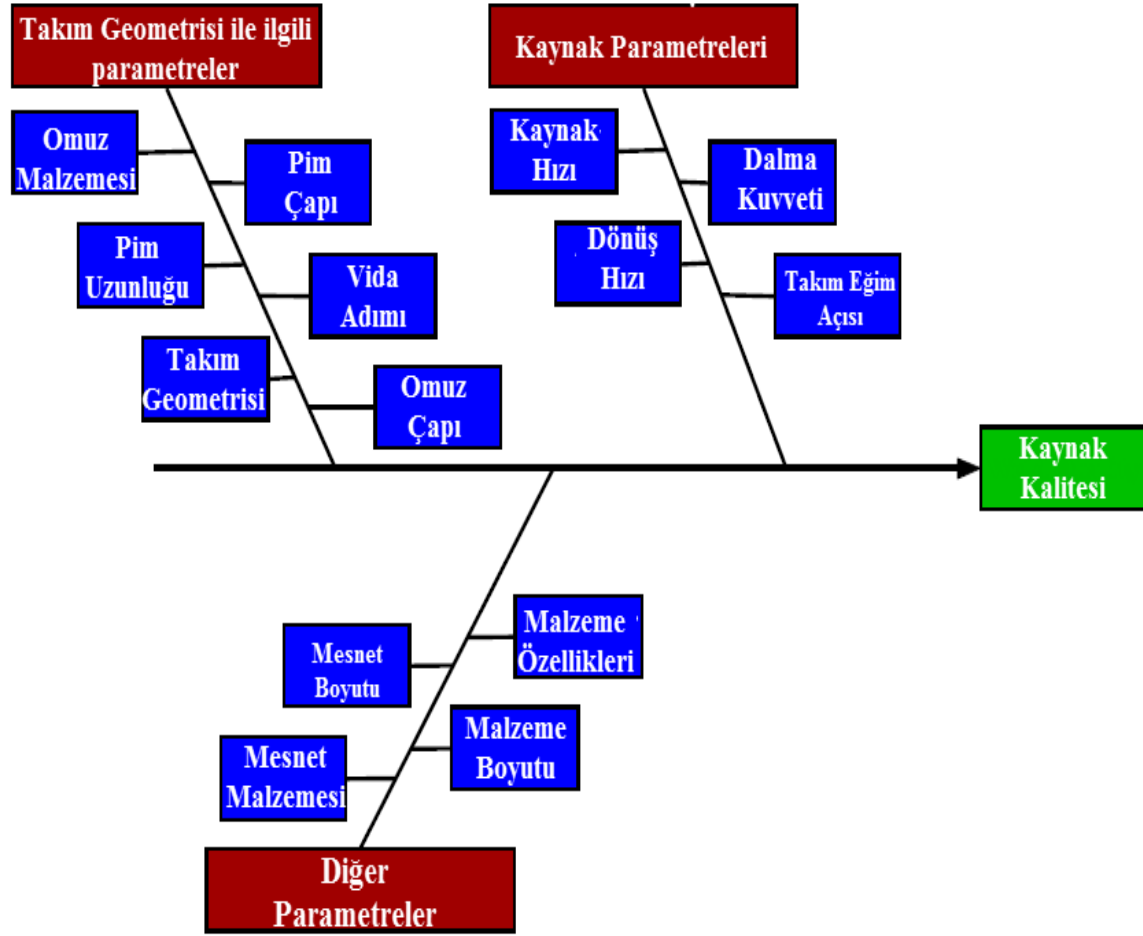 Takım Geometrisi ile ilgili
parametreler
Omuz
Malzemesi
Pim
Çapı
Pim
Uzunluğu
Vida
Adımı
Takım
Geometrisi
Omuz
Çapı
Kaynak Parametreleri
Kaynak
Hızı
Dalma
Kuvveti
Dönüş
Hızı
Takım Eğim
Açısı
Kaynak
Kalitesi
Malzeme
Özellikleri
Mesnet
Boyutu
Malzeme
Boyutu
Mesnet
Malzemesi
Diğer
Parametreler